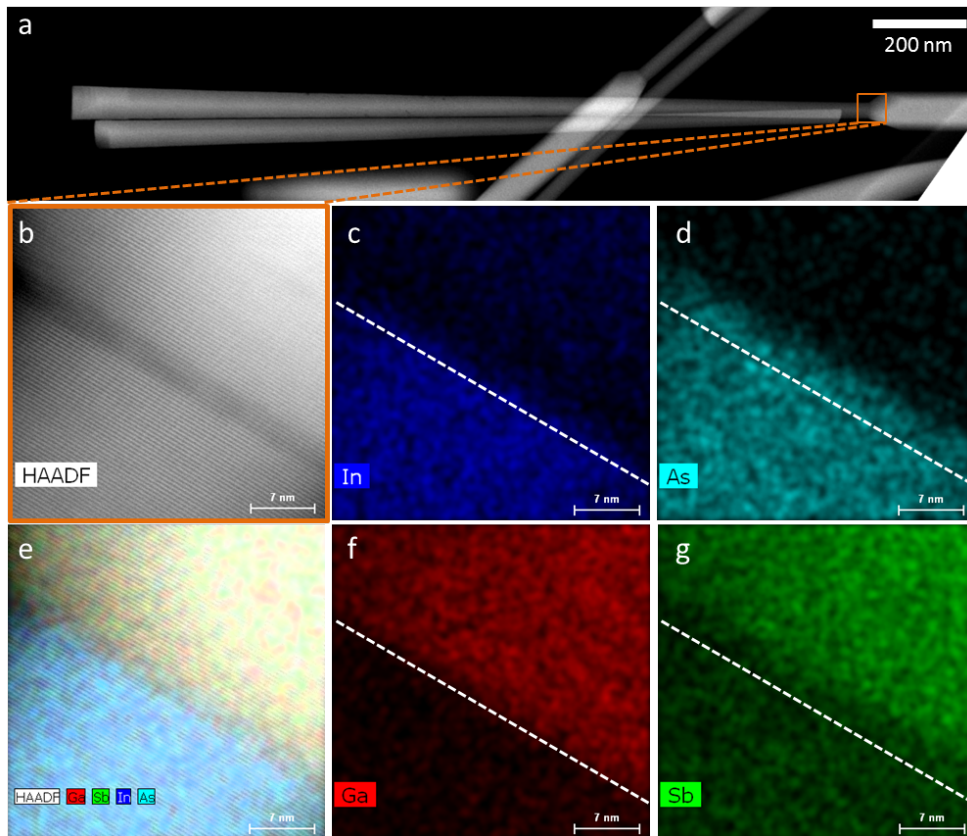 a
200 nm
b
HAADF
7 nm
c
In
7 nm
d
As
7 nm
e
HAADF Ga Sb In As
7 nm
f
Ga
7 nm
g
Sb
7 nm